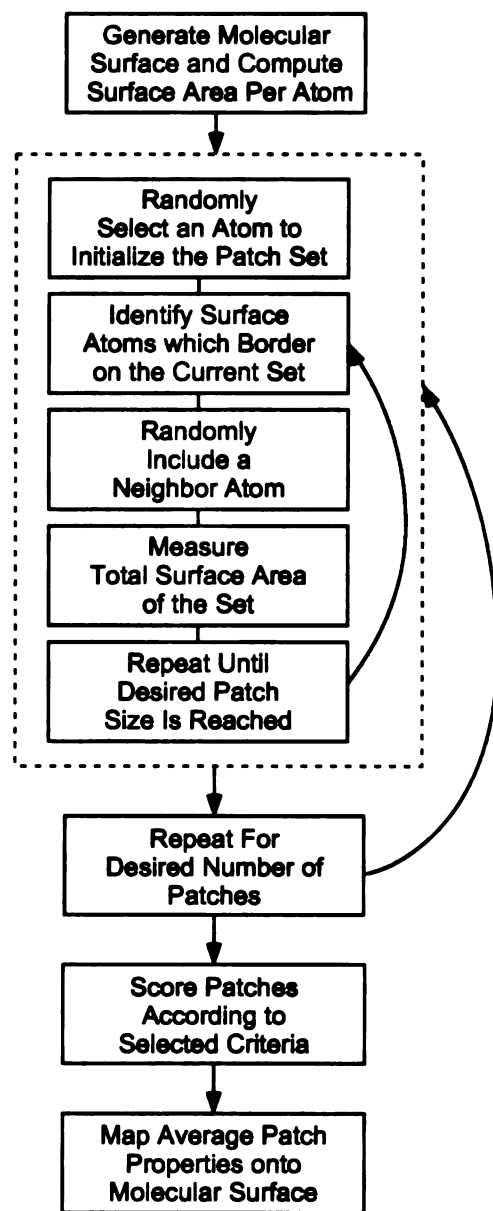 Generate Molecular
Surface and Compute
Surface Area Per Atom
Randomly
Select an Atom to
Initialize the Patch Set
Identify Surface
Atoms which Border
on the Current Set
Randomly
Include a
Neighbor Atom
Measure
Total Surface Area
of the Set
Repeat Until
Desired Patch
Size Is Reached
Repeat For
Desired Number of
Patches
Score Patches
According to
Selected Criteria
Map Average Patch
Properties onto
Molecular Surface